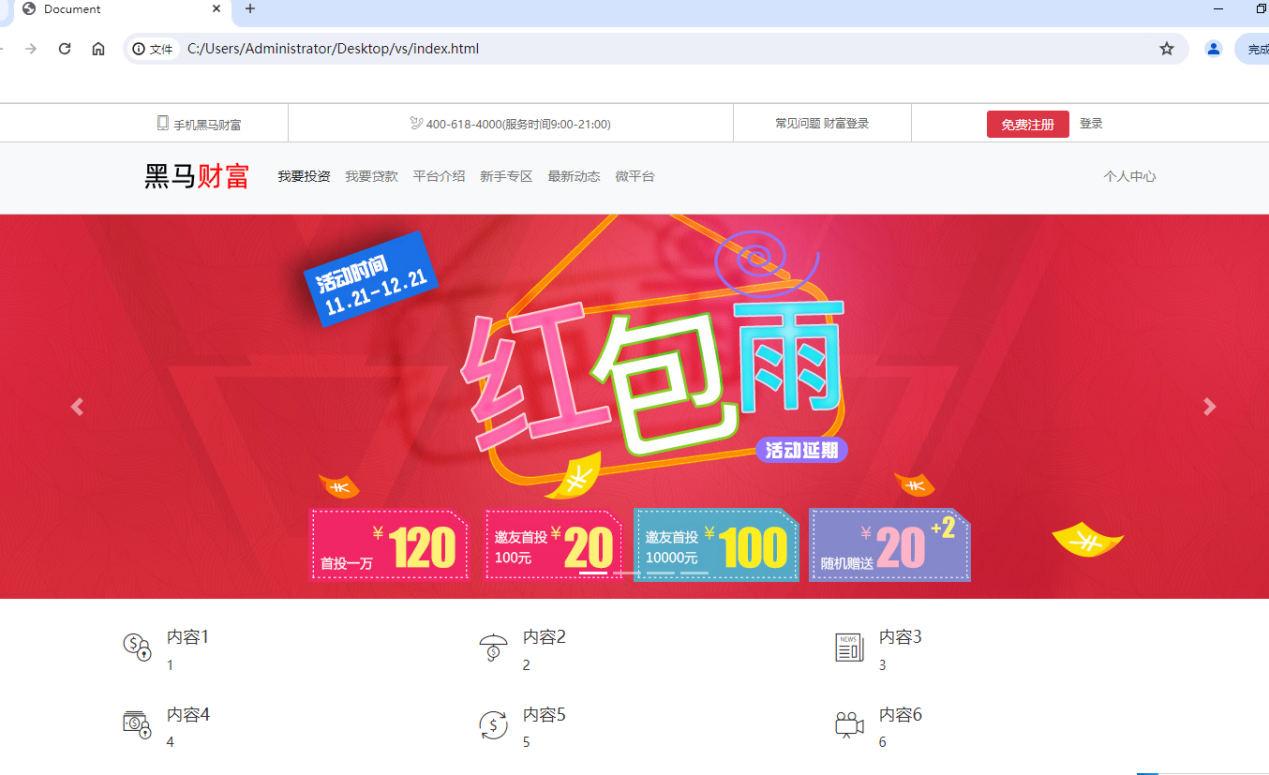 Document
文件 C:/Users/Administrator/Desktop/vs/index.html
完成
手机黑马财富 400-618-4000(服务时间9:00-21:00) 常见问题 财富登录 免费注册 登录
黑马财富 我要投资 我要贷款 平台介绍 新手专区 最新动态 微平台 个人中心
活动时间
11.21-12.21
红包雨
活动延期
首投一万 ¥120
邀友首投
100元
¥20
邀友首投
10000元
¥100
随机赠送 ¥20+2
内容1
1
内容2
2
NEWS
内容3
3
内容4
4
内容5
5
内容6
6